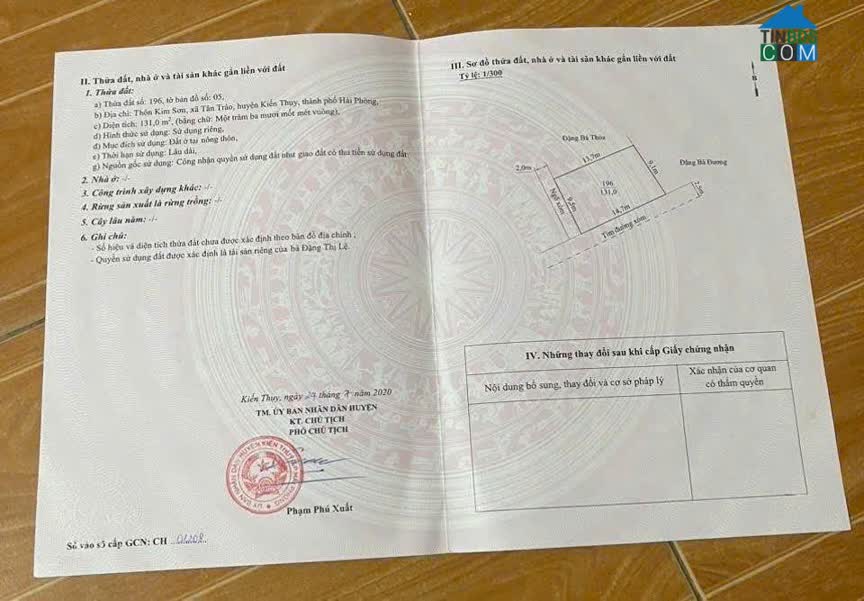 TINBDS
COM
II. Thửa đất, nhà ở và tài sản khác gắn liền với đất
1. Thửa đất:
a) Thửa đất số: 196, tờ bản đồ số: 05,
b) Địa chỉ: Thôn Kim Sơn, xã Tân Trào, huyện Kiến Thụy, thành phố Hải Phòng,
c) Diện tích: 131,0 m², (bằng chữ: Một trăm ba mươi mốt mét vuông),
d) Hình thức sử dụng: Sử dụng riêng,
đ) Mục đích sử dụng: Đất ở tại nông thôn,
e) Thời hạn sử dụng: Lâu dài,
g) Nguồn gốc sử dụng: Công nhận quyền sử dụng đất như giao đất có thu tiền sử dụng đất
2. Nhà ở: -/-
3. Công trình xây dựng khác: -/-
4. Rừng sản xuất là rừng trồng: -/-
5. Cây lâu năm: -/-
6. Ghi chú:
- Số hiệu và diện tích thửa đất chưa được xác định theo bản đồ địa chính ;
- Quyền sử dụng đất được xác định là tài sản riêng của bà Đặng Thị Lê.
Kiến Thụy, ngày 29 tháng 7 năm 2020
TM. ỦY BAN NHÂN DÂN HUYỆN
KT. CHỦ TỊCH
PHÓ CHỦ TỊCH
Phạm Phú Xuất
Số vào sổ cấp GCN: CH 01208
III. Sơ đồ thửa đất, nhà ở và tài sản khác gắn liền với đất
Tỷ lệ: 1/300
B
Đặng Bá Thừa
2,0m
13,7m
9,1m
Đặng Bá Dương
196
131,0
Ngõ xóm
9,5m
14,7m
2,5m
Tim đường xóm
IV. Những thay đổi sau khi cấp Giấy chứng nhận
Nội dung bổ sung, thay đổi và cơ sở pháp lý
Xác nhận của cơ quan
có thẩm quyền